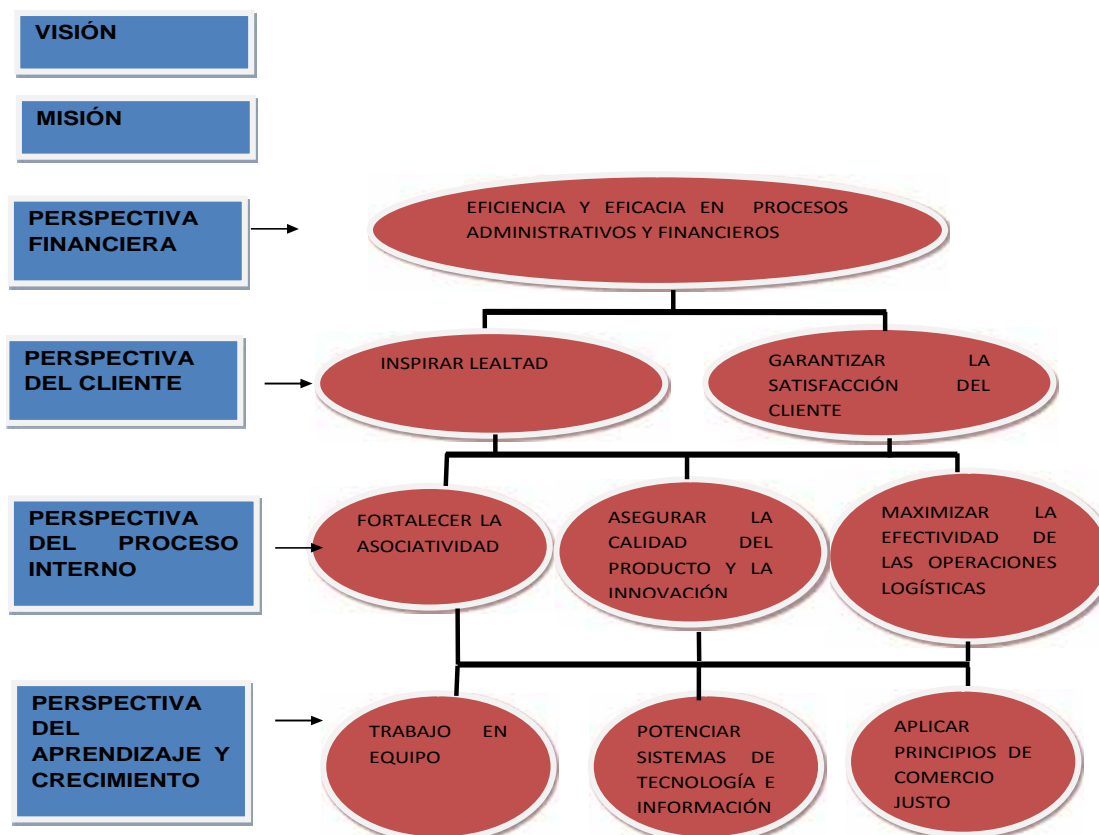 VISIÓN
MISIÓN
PERSPECTIVA
FINANCIERA
EFICIENCIA Y EFICACIA EN PROCESOS
ADMINISTRATIVOS Y FINANCIEROS
PERSPECTIVA
DEL CLIENTE
INSPIRAR LEALTAD
GARANTIZAR LA
SATISFACCIÓN DEL
CLIENTE
PERSPECTIVA
DEL PROCESO
INTERNO
FORTALECER LA
ASOCIATIVIDAD
ASEGURAR LA
CALIDAD DEL
PRODUCTO Y LA
INNOVACIÓN
MAXIMIZAR LA
EFECTIVIDAD DE
LAS OPERACIONES
LOGÍSTICAS
PERSPECTIVA
DEL
APRENDIZAJE Y
CRECIMIENTO
TRABAJO EN
EQUIPO
POTENCIAR
SISTEMAS DE
TECNOLOGÍA E
INFORMACIÓN
APLICAR
PRINCIPIOS DE
COMERCIO
JUSTO